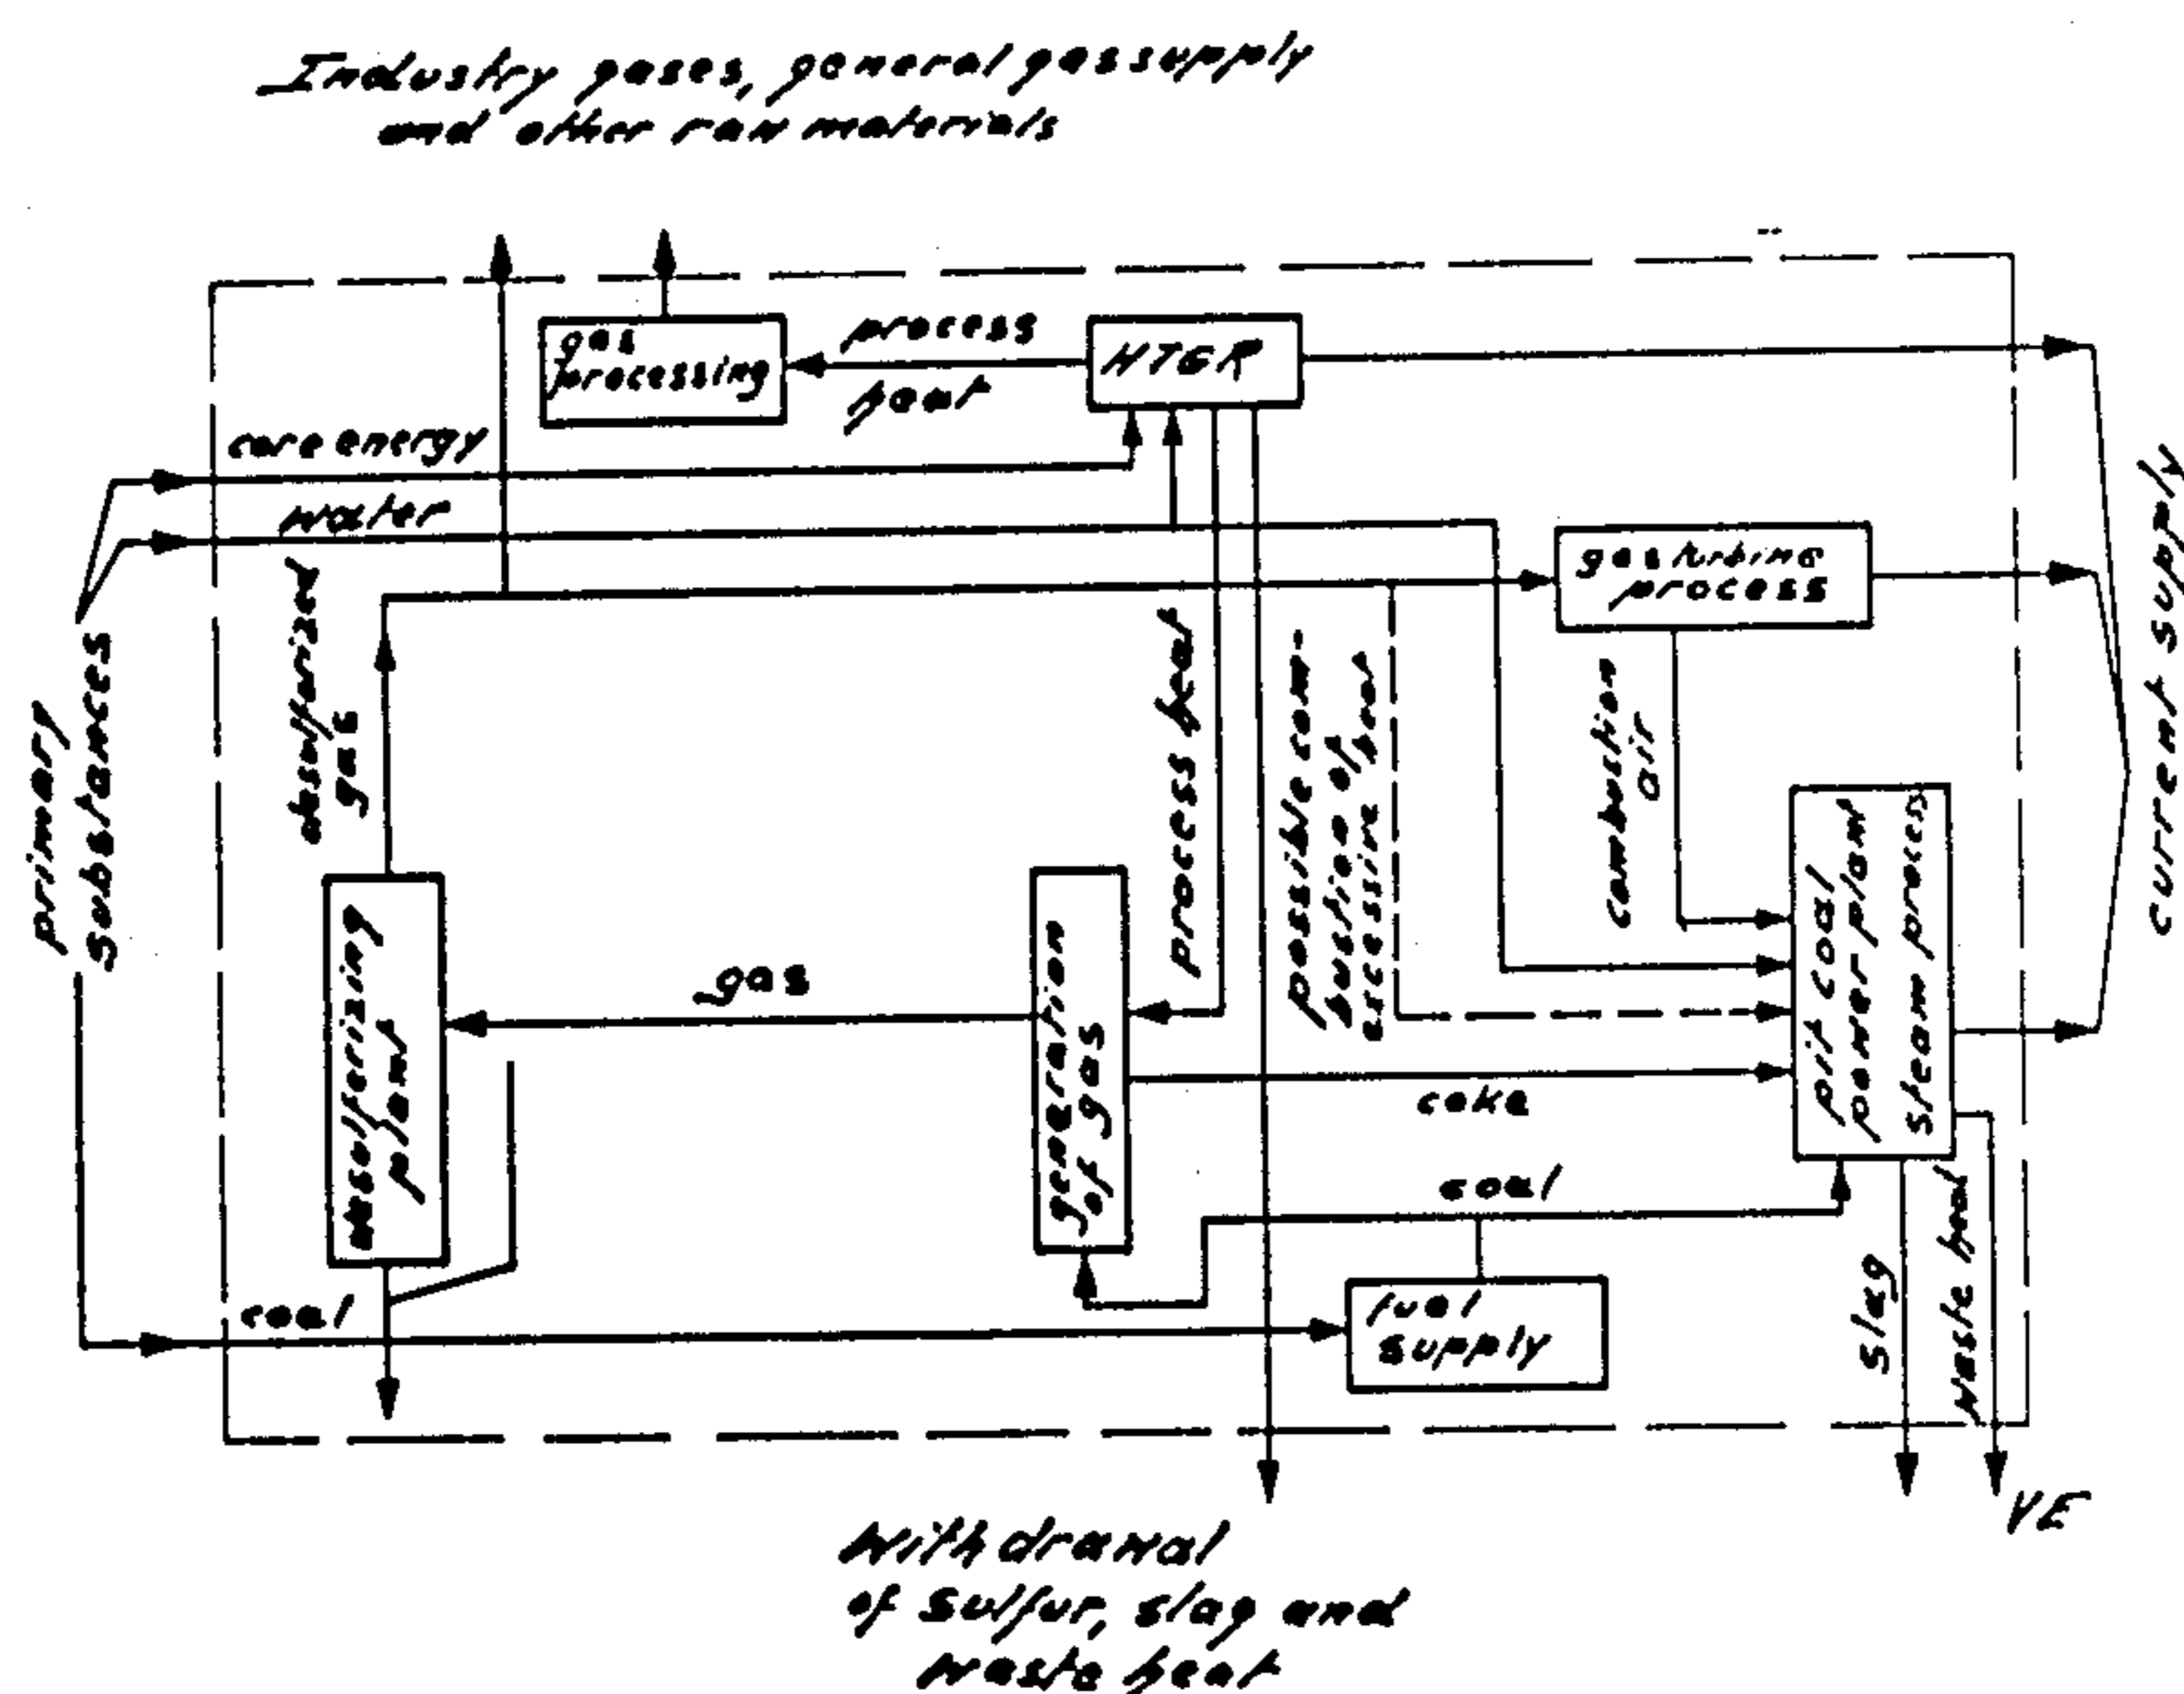 Industry gases, general gas supply
and other raw materials
gas
processing
process
heat
HTGR
core energy
water
gas turbine
process
primary
substances
desulfurized
gas
process heat
possible com-
bustion of/and
excessive
combustion
air
current supply
pit coal
power plant
steam process
desulferizing
plant
gas
generation
of gas
coke
coal
coal
fuel
supply
slag
waste heat
VE
Withdrawal
of Sulfur, slag and
waste heat